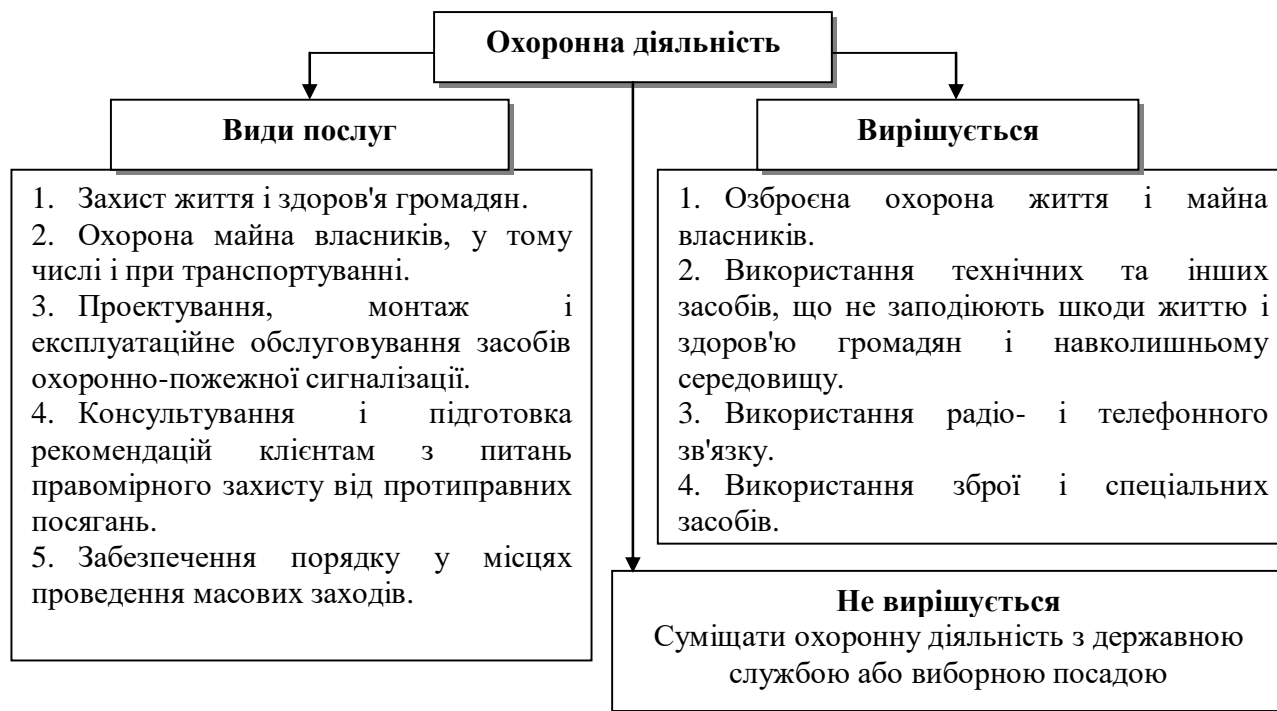 Охоронна діяльність
Види послуг
1. Захист життя і здоров'я громадян.
2. Охорона майна власників, у тому
числі і при транспортуванні.
3. Проектування, монтаж і
експлуатаційне обслуговування засобів
охоронно-пожежної сигналізації.
4. Консультування і підготовка
рекомендацій клієнтам з питань
правомірного захисту від протиправних
посягань.
5. Забезпечення порядку у місцях
проведення масових заходів.
Вирішується
1. Озброєна охорона життя і майна
власників.
2. Використання технічних та інших
засобів, що не заподіюють шкоди життю і
здоров'ю громадян і навколишньому
середовищу.
3. Використання радіо- і телефонного
зв'язку.
4. Використання зброї і спеціальних
засобів.
Не вирішується
Суміщати охоронну діяльність з державною
службою або виборною посадою